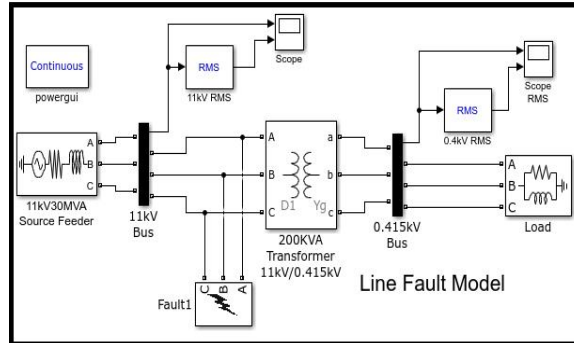 Continuous
powergui
RMS
11kV RMS
Scope
RMS
0.4kV RMS
Scope
RMS
A
B
C
11kV30MVA
Source Feeder
11kV
Bus
A
B
C
a
b
c
D1 Yg
200KVA
Transformer
11kV/0.415kV
0.415kV
Bus
A
B
C
Load
C B A
Fault1
Line Fault Model